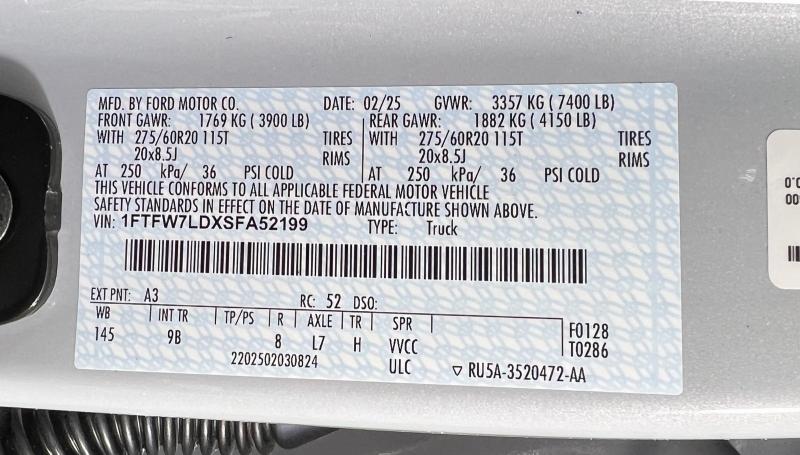 MFD. BY FORD MOTOR CO. DATE: 02/25 GVWR: 3357 KG ( 7400 LB)
FRONT GAWR: 1769 KG ( 3900 LB) REAR GAWR: 1882 KG ( 4150 LB)
WITH 275/60R20 115T TIRES WITH 275/60R20 115T TIRES
20x8.5J RIMS 20x8.5J RIMS
AT 250 kPa/ 36 PSI COLD AT 250 kPa/ 36 PSI COLD
THIS VEHICLE CONFORMS TO ALL APPLICABLE FEDERAL MOTOR VEHICLE
SAFETY STANDARDS IN EFFECT ON THE DATE OF MANUFACTURE SHOWN ABOVE.
VIN: 1FTFW7LDXSFA52199 TYPE: Truck
EXT PNT: A3 RC: 52 DSO:
WB INT TR TP/PS R AXLE TR SPR F0128
145 9B 8 L7 H VVCC T0286
2202502030824 ULC ▽ RU5A-3520472-AA